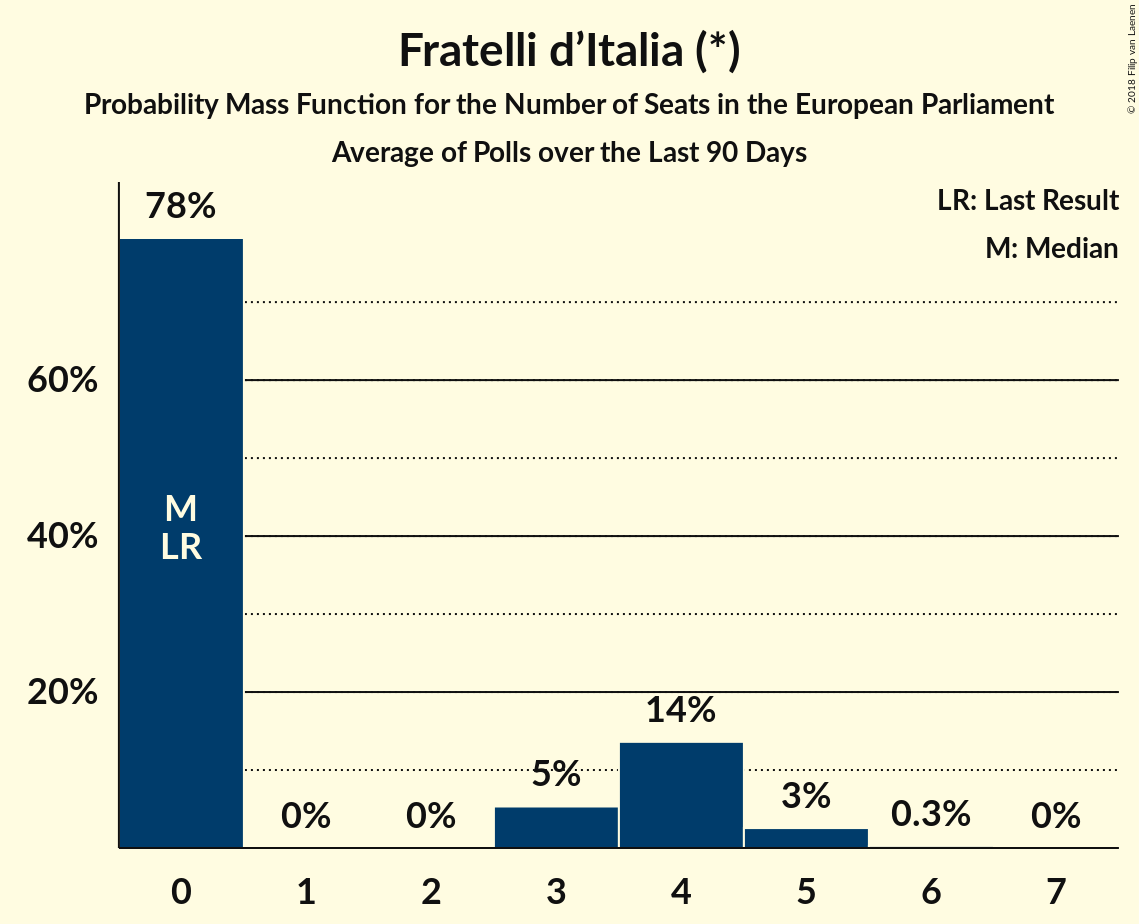 Fratelli d’Italia (*)
Probability Mass Function for the Number of Seats in the European Parliament
Average of Polls over the Last 90 Days
© 2018 Filip van Laenen
LR: Last Result
M: Median
78%
60%
M
LR
40%
20%
14%
5%
3%
0%
0%
0.3%
0%
0
1
2
3
4
5
6
7